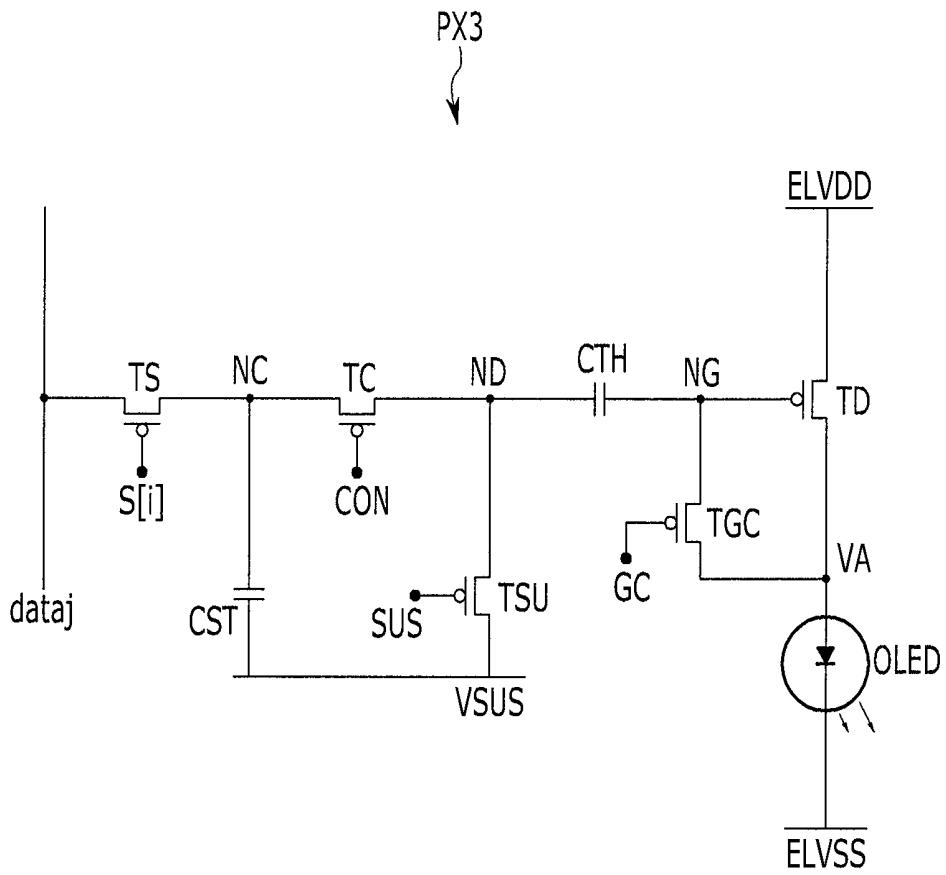 PX3
ELVDD
TS
NC
TC
ND
CTH
NG
TD
S[i]
CON
TGC
VA
GC
dataj
CST
SUS
TSU
OLED
VSUS
ELVSS